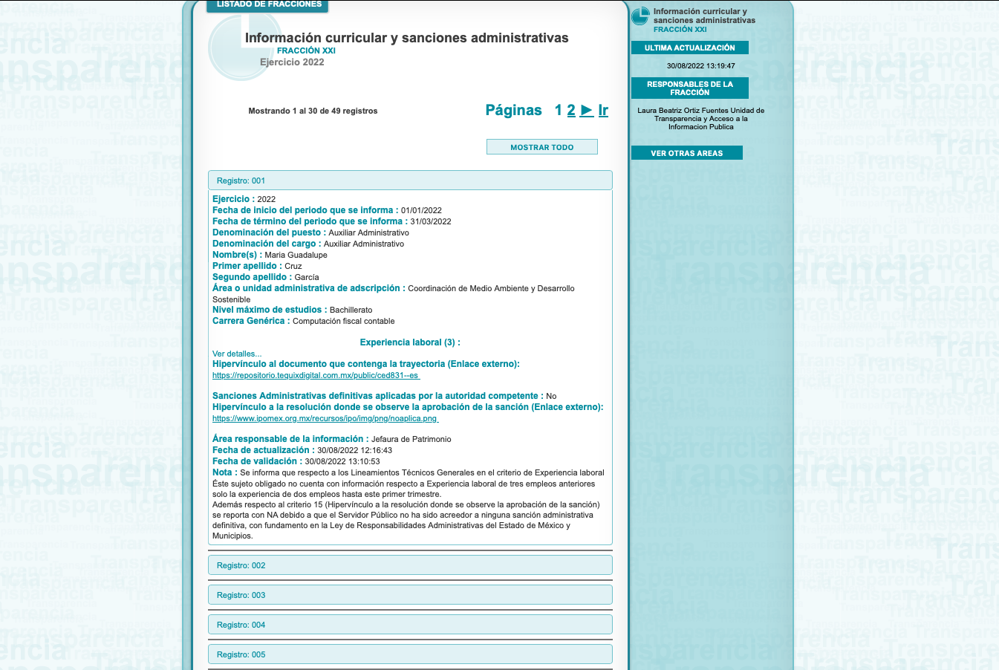 LISTADO DE FRACCIONES
Información curricular y sanciones administrativas
FRACCIÓN XXI
Ejercicio 2022
Mostrando 1 al 30 de 49 registros
Páginas 1 2 ► Ir
MOSTRAR TODO
Registro: 001
Ejercicio : 2022
Fecha de inicio del periodo que se informa : 01/01/2022
Fecha de término del periodo que se informa : 31/03/2022
Denominación del puesto : Auxiliar Administrativo
Denominación del cargo : Auxiliar Administrativo
Nombre(s) : Maria Guadalupe
Primer apellido : Cruz
Segundo apellido : García
Área o unidad administrativa de adscripción : Coordinación de Medio Ambiente y Desarrollo
Sostenible
Nivel máximo de estudios : Bachillerato
Carrera Genérica : Computación fiscal contable
Experiencia laboral (3) :
Ver detalles...
Hipervínculo al documento que contenga la trayectoria (Enlace externo):
https://repositorio.tequixdigital.com.mx/public/ced831--es
Sanciones Administrativas definitivas aplicadas por la autoridad competente : No
Hipervínculo a la resolución donde se observe la aprobación de la sanción (Enlace externo):
https://www.ipomex.org.mx/recursos/ipo/img/png/noaplica.png
Área responsable de la información : Jefaura de Patrimonio
Fecha de actualización : 30/08/2022 12:16:43
Fecha de validación : 30/08/2022 13:10:53
Nota : Se informa que respecto a los Lineamientos Técnicos Generales en el criterio de Experiencia laboral
Éste sujeto obligado no cuenta con información respecto a Experiencia laboral de tres empleos anteriores
solo la experiencia de dos empleos hasta este primer trimestre.
Además respecto al criterio 15 (Hipervínculo a la resolución donde se observe la aprobación de la sanción)
se reporta con NA debido a que el Servidor Público no ha sido acreedor a ninguna sanción administrativa
definitiva, con fundamento en la Ley de Responsabilidades Administrativas del Estado de México y
Municipios.
Registro: 002
Registro: 003
Registro: 004
Registro: 005
Información curricular y
sanciones administrativas
FRACCIÓN XXI
ULTIMA ACTUALIZACIÓN
30/08/2022 13:19:47
RESPONSABLES DE LA
FRACCIÓN
Laura Beatriz Ortiz Fuentes Unidad de
Transparencia y Acceso a la
Informacion Publica
VER OTRAS AREAS